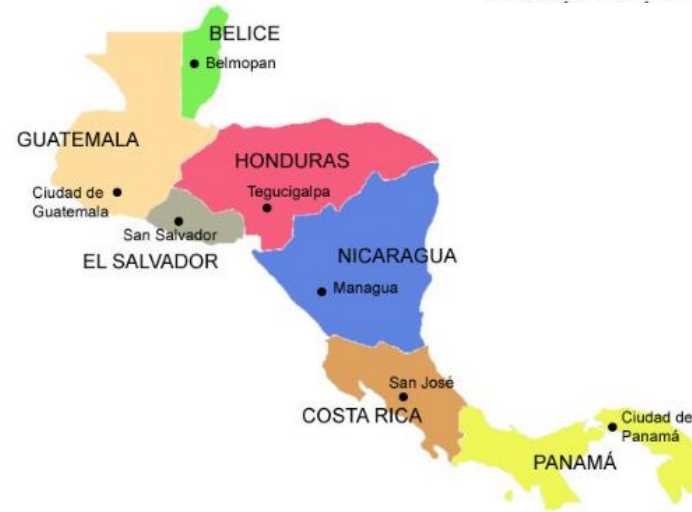 BELICE
Belmopan
GUATEMALA
HONDURAS
Ciudad de
Guatemala
Tegucigalpa
San Salvador
EL SALVADOR
NICARAGUA
Managua
San José
COSTA RICA
Ciudad de
Panamá
PANAMÁ